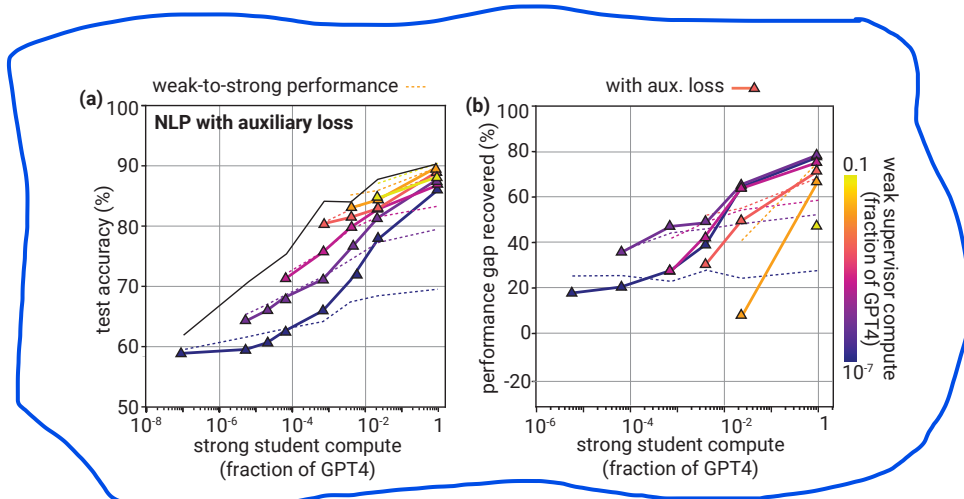 weak-to-strong performance
with aux. loss
(a)
NLP with auxiliary loss
test accuracy (%)
100
90
80
70
60
50
10-8
10-6
10-4
10-2
1
strong student compute
(fraction of GPT4)
(b)
performance gap recovered (%)
100
80
60
40
20
0
-20
10-6
10-4
10-2
1
strong student compute
(fraction of GPT4)
0.1
10-7
weak supervisor compute
(fraction of GPT4)